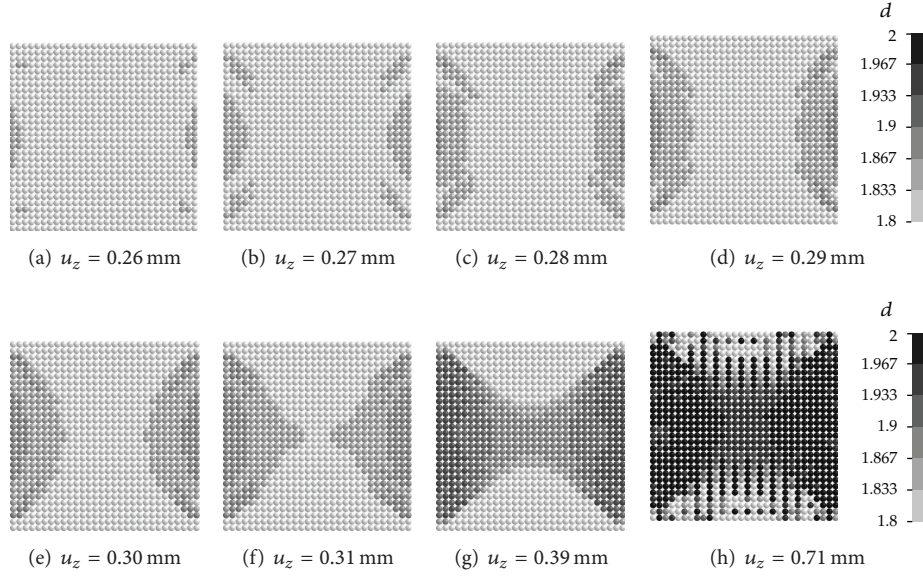 d
2
1.967
1.933
1.9
1.867
1.833
1.8
(a) u_z = 0.26 mm
(b) u_z = 0.27 mm
(c) u_z = 0.28 mm
(d) u_z = 0.29 mm
d
2
1.967
1.933
1.9
1.867
1.833
1.8
(e) u_z = 0.30 mm
(f) u_z = 0.31 mm
(g) u_z = 0.39 mm
(h) u_z = 0.71 mm